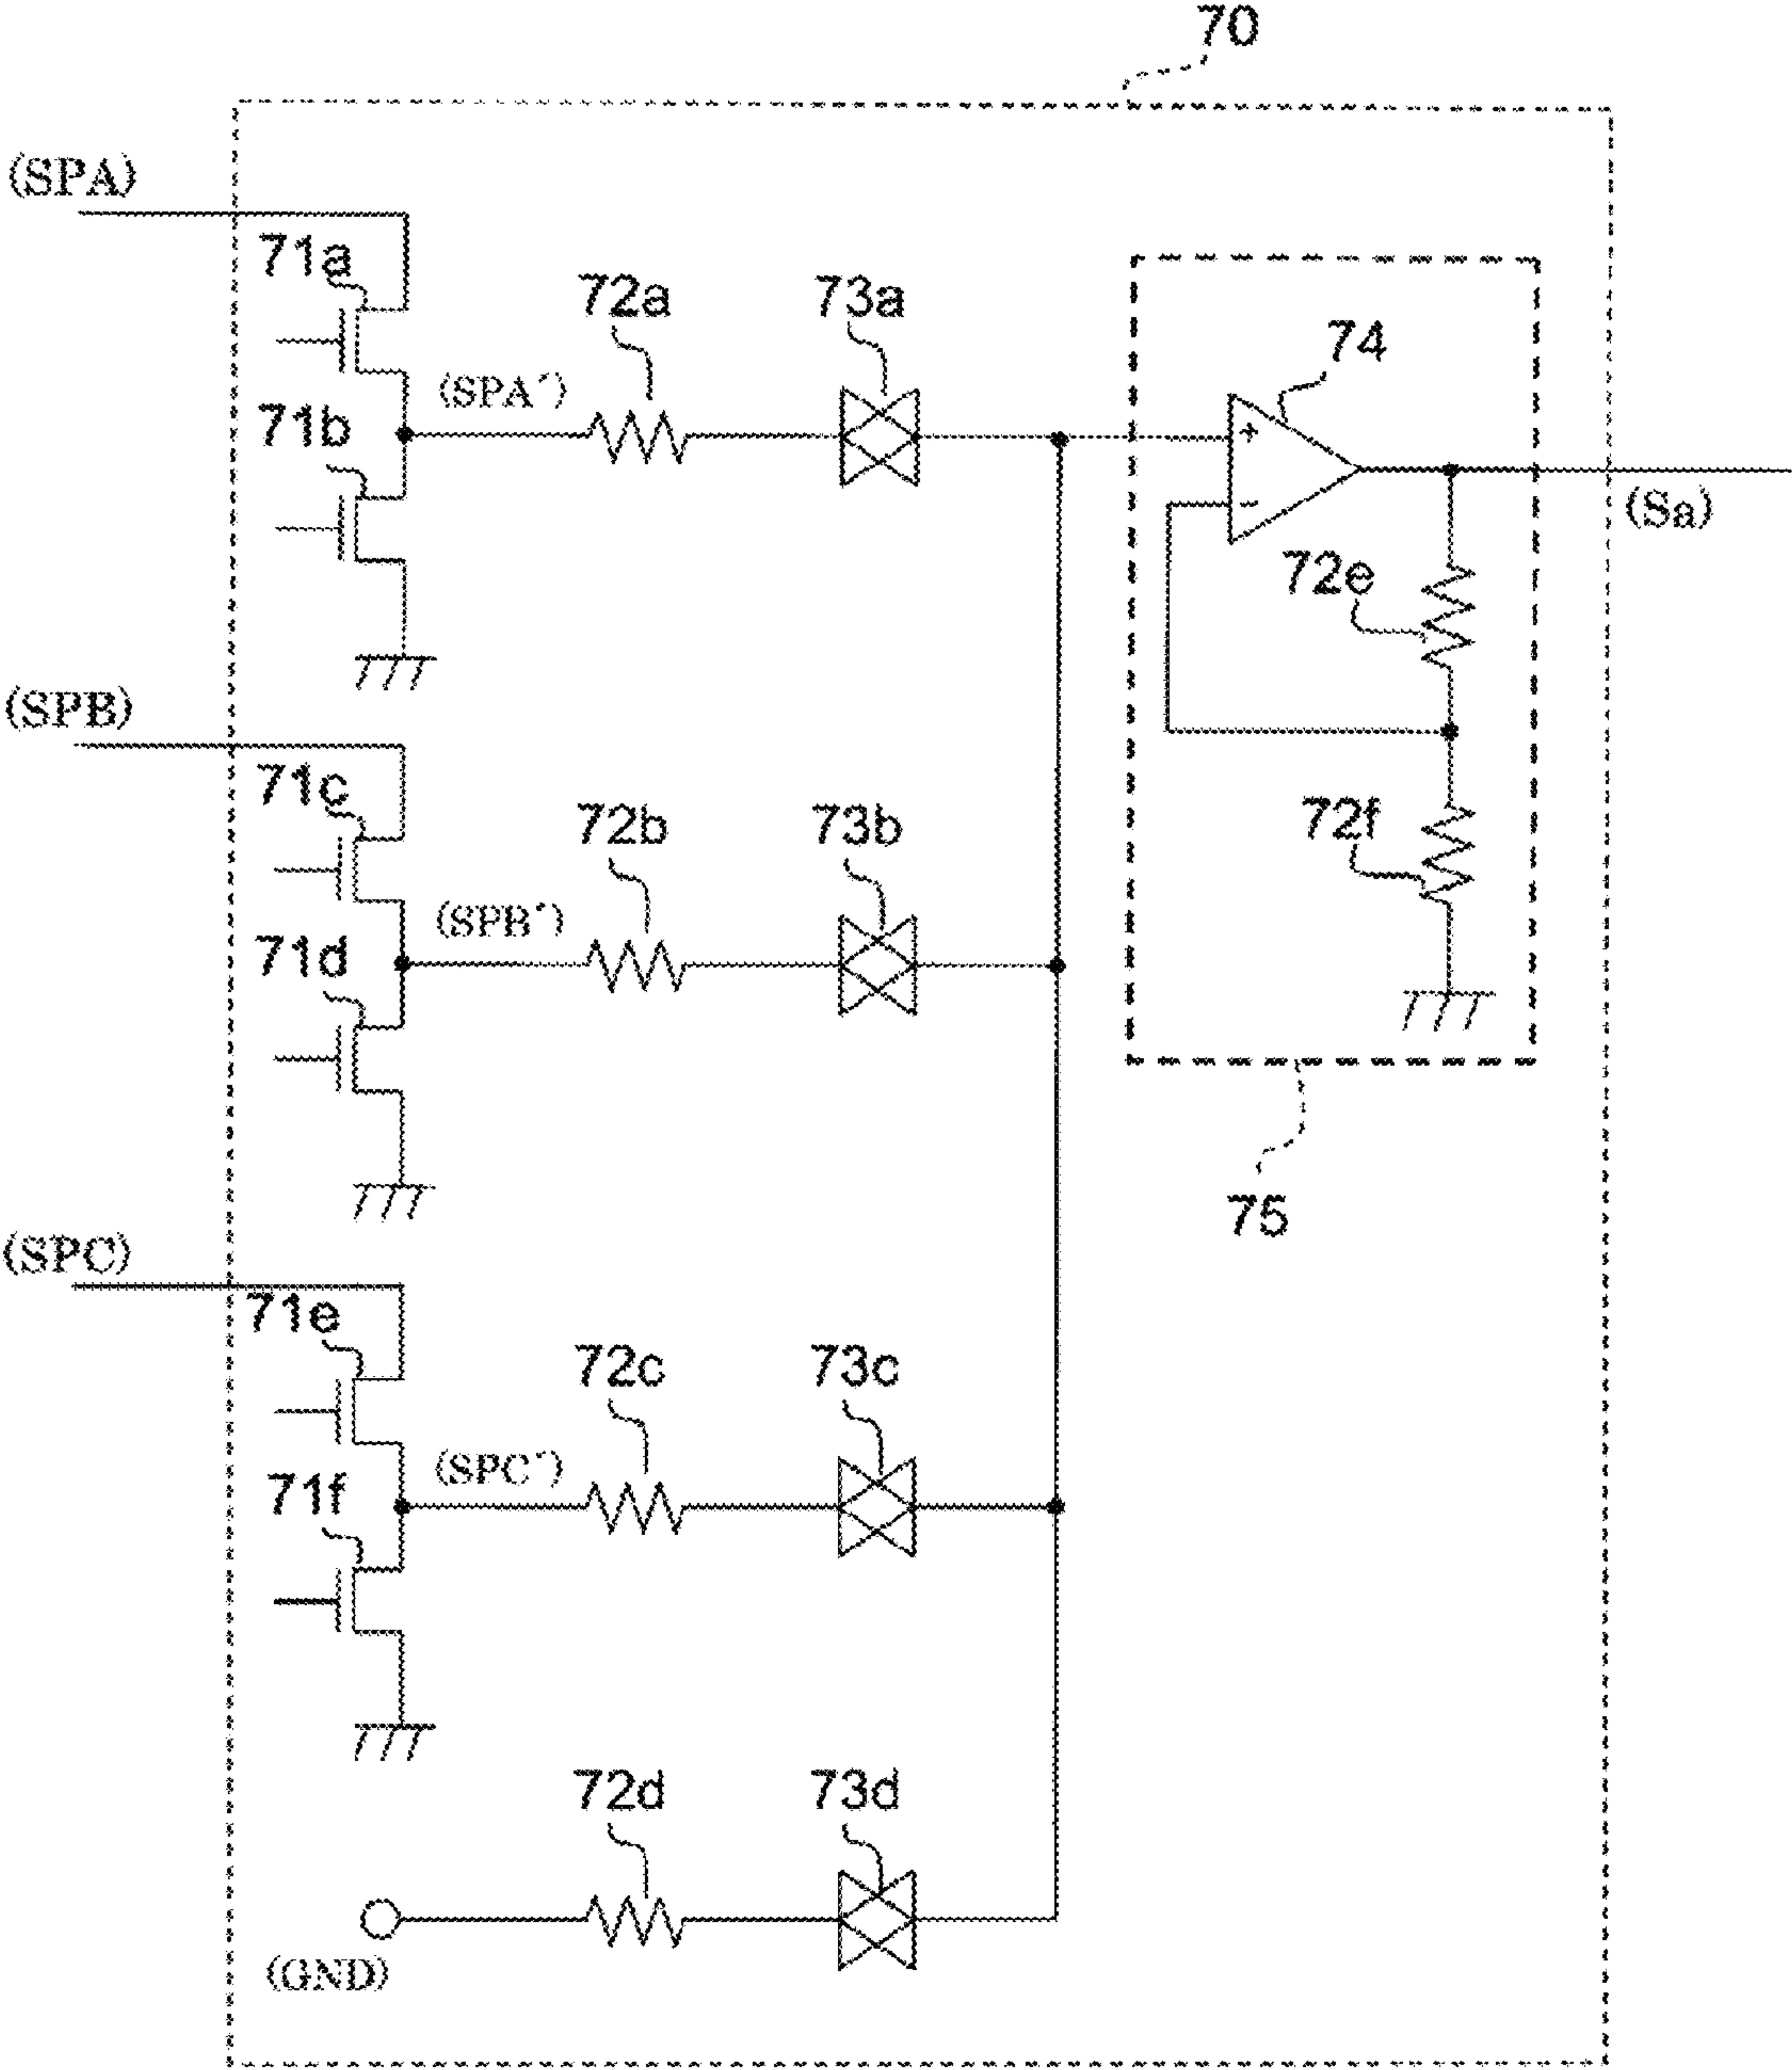 70
(SPA)
71a
72a
73a
74
(SPA´)
71b
(Sa)
72e
(SPB)
71c
72b
73b
72f
(SPB´)
71d
75
(SPC)
71e
72c
73c
(SPC´)
71f
72d
73d
(GND)
+
-